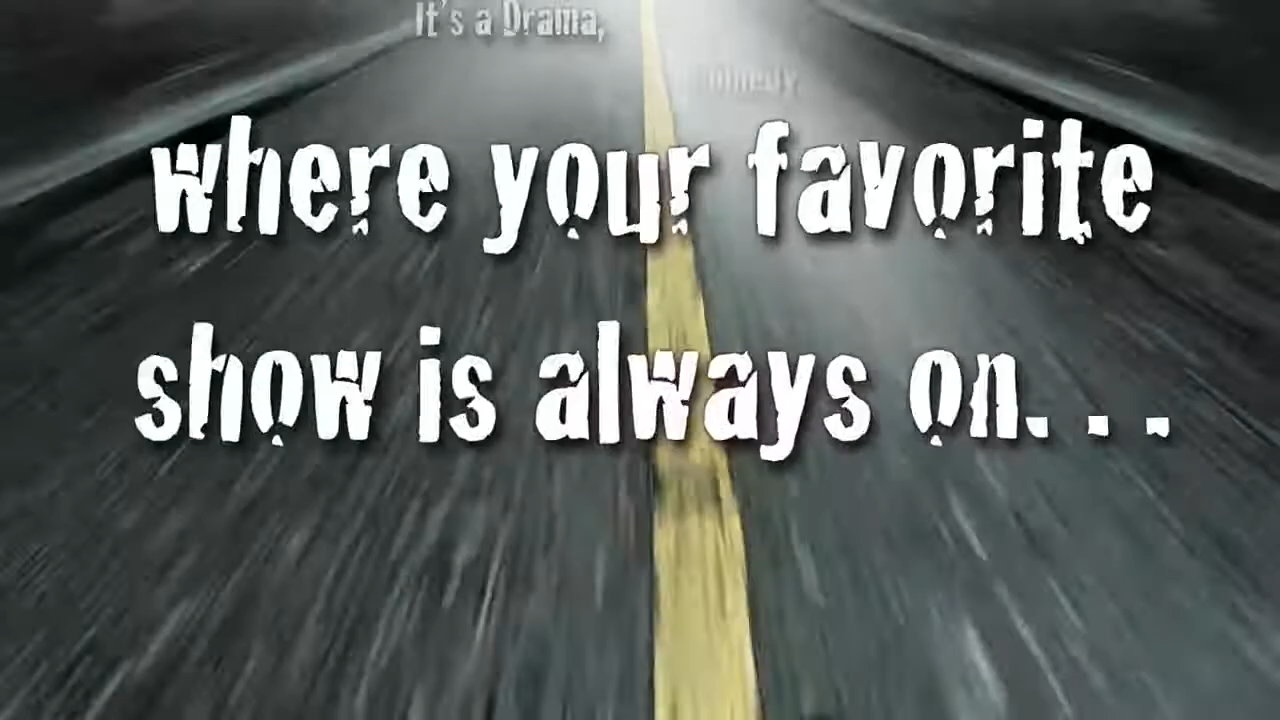 It's a Drama,
where your favorite
show is always on. . .